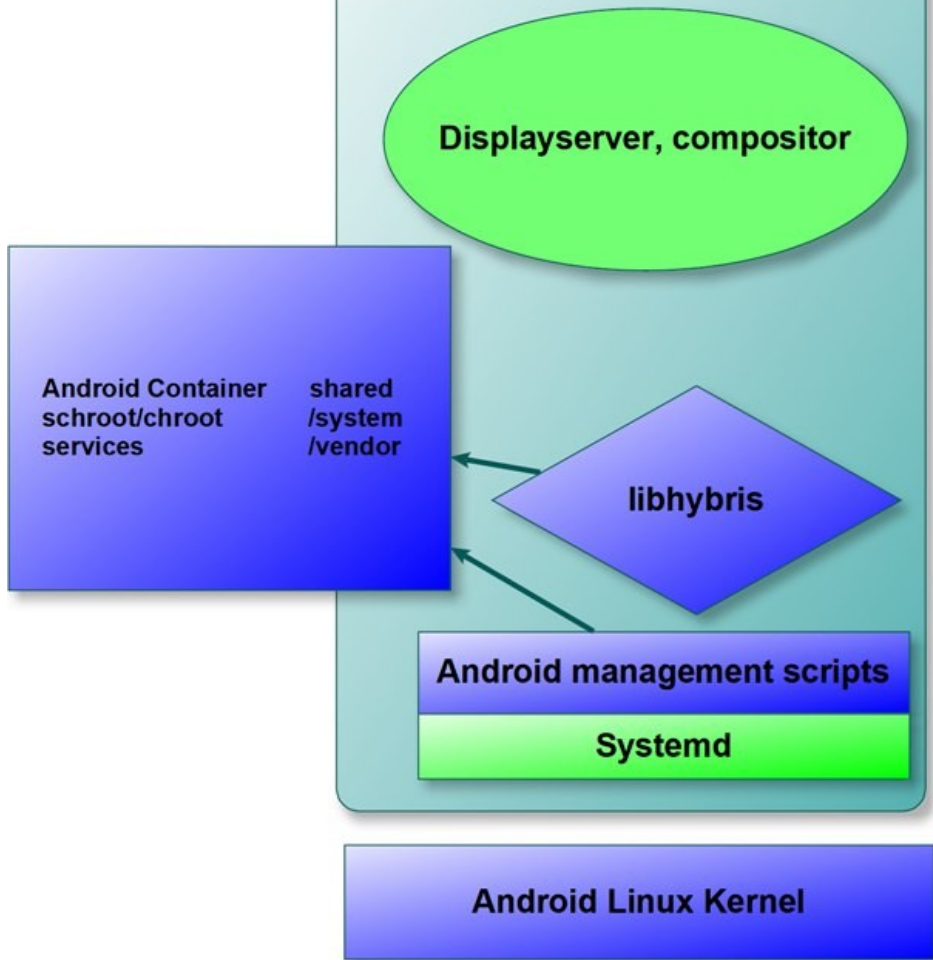 Displayserver, compositor
Android Container shared
schroot/chroot /system
services /vendor
libhybris
Android management scripts
Systemd
Android Linux Kernel